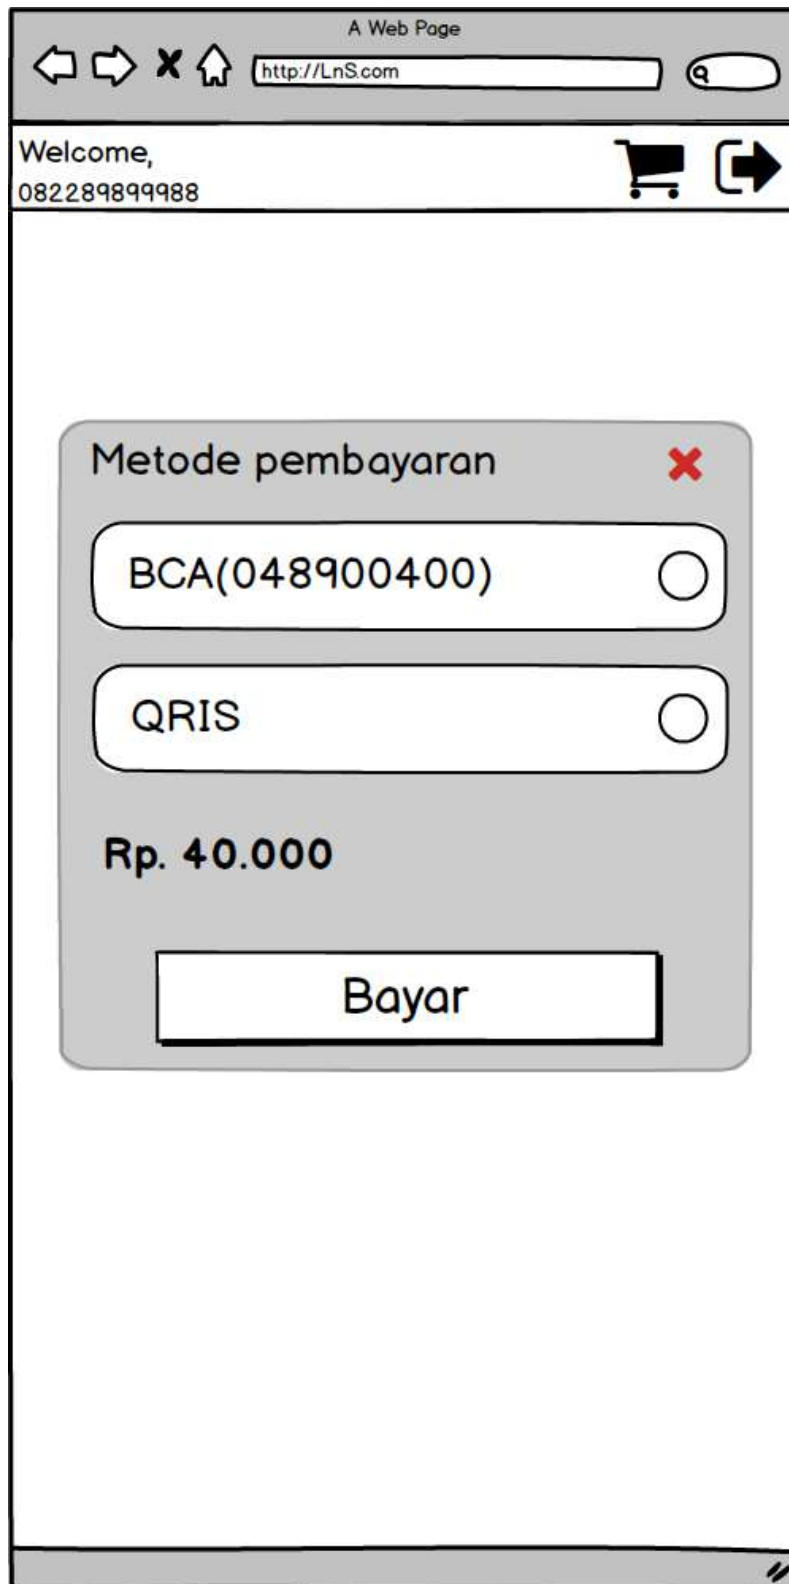 A Web Page
http://LnS.com
Welcome,
082289899988
Metode pembayaran
BCA(048900400)
QRIS
Rp. 40.000
Bayar